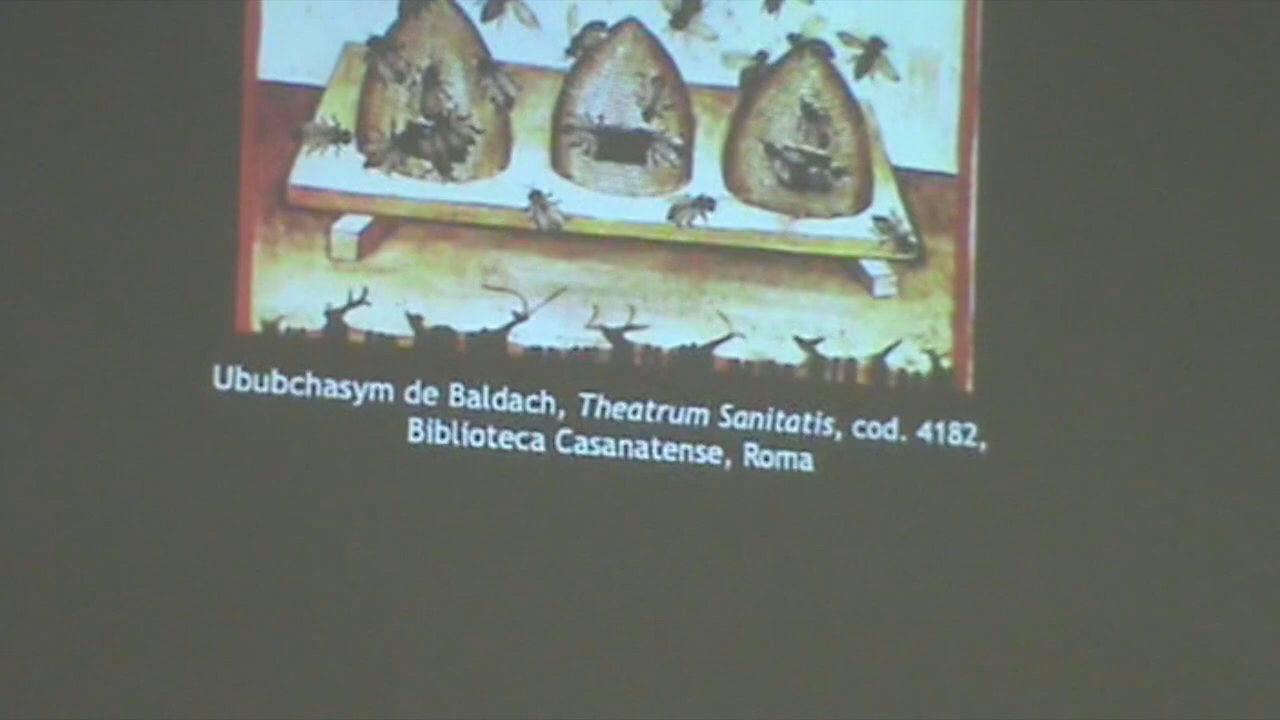 Ububchasym de Baldach, Theatrum Sanitatis, cod. 4182,
Biblioteca Casanatense, Roma